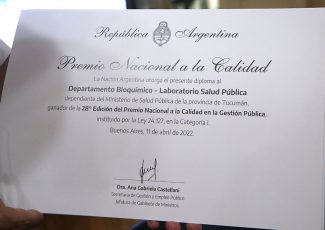 República Argentina
Premio Nacional a la Calidad
La Nación Argentina otorga el presente diploma al
Departamento Bioquímico - Laboratorio Salud Pública
dependiente del Ministerio de Salud Pública de la provincia de Tucumán,
ganador de la 28° Edición del Premio Nacional a la Calidad en la Gestión Pública,
instituido por la Ley 24.127, en la Categoría I.
Buenos Aires, 11 de abril de 2022.
Dra. Ana Gabriela Castellani
Secretaria de Gestión y Empleo Público
Jefatura de Gabinete de Ministros